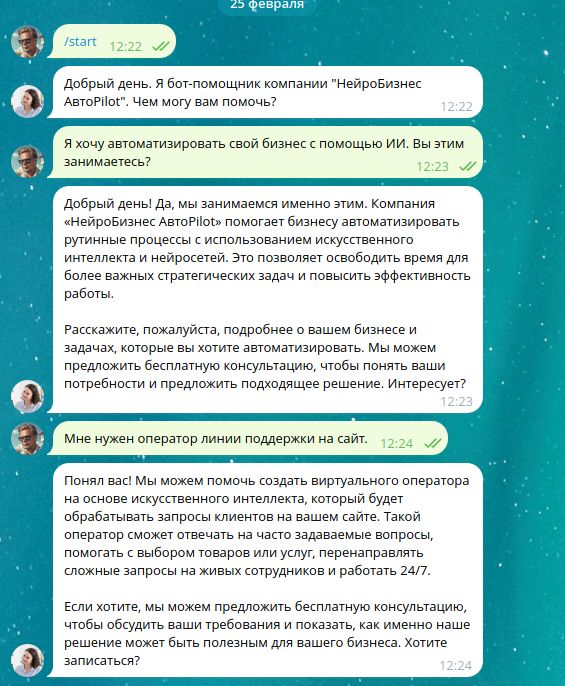 25 февраля
/start 12:22
Добрый день. Я бот-помощник компании "НейроБизнес
АвтоPilot". Чем могу вам помочь?
12:22
Я хочу автоматизировать свой бизнес с помощью ИИ. Вы этим
занимаетесь?
12:23
Добрый день! Да, мы занимаемся именно этим. Компания
«НейроБизнес АвтоPilot» помогает бизнесу автоматизировать
рутинные процессы с использованием искусственного
интеллекта и нейросетей. Это позволяет освободить время для
более важных стратегических задач и повысить эффективность
работы.
Расскажите, пожалуйста, подробнее о вашем бизнесе и
задачах, которые вы хотите автоматизировать. Мы можем
предложить бесплатную консультацию, чтобы понять ваши
потребности и предложить подходящее решение. Интересует?
12:23
Мне нужен оператор линии поддержки на сайт. 12:24
Понял вас! Мы можем помочь создать виртуального оператора
на основе искусственного интеллекта, который будет
обрабатывать запросы клиентов на вашем сайте. Такой
оператор сможет отвечать на часто задаваемые вопросы,
помогать с выбором товаров или услуг, перенаправлять
сложные запросы на живых сотрудников и работать 24/7.
Если хотите, мы можем предложить бесплатную консультацию,
чтобы обсудить ваши требования и показать, как именно наше
решение может быть полезным для вашего бизнеса. Хотите
записаться?
12:24